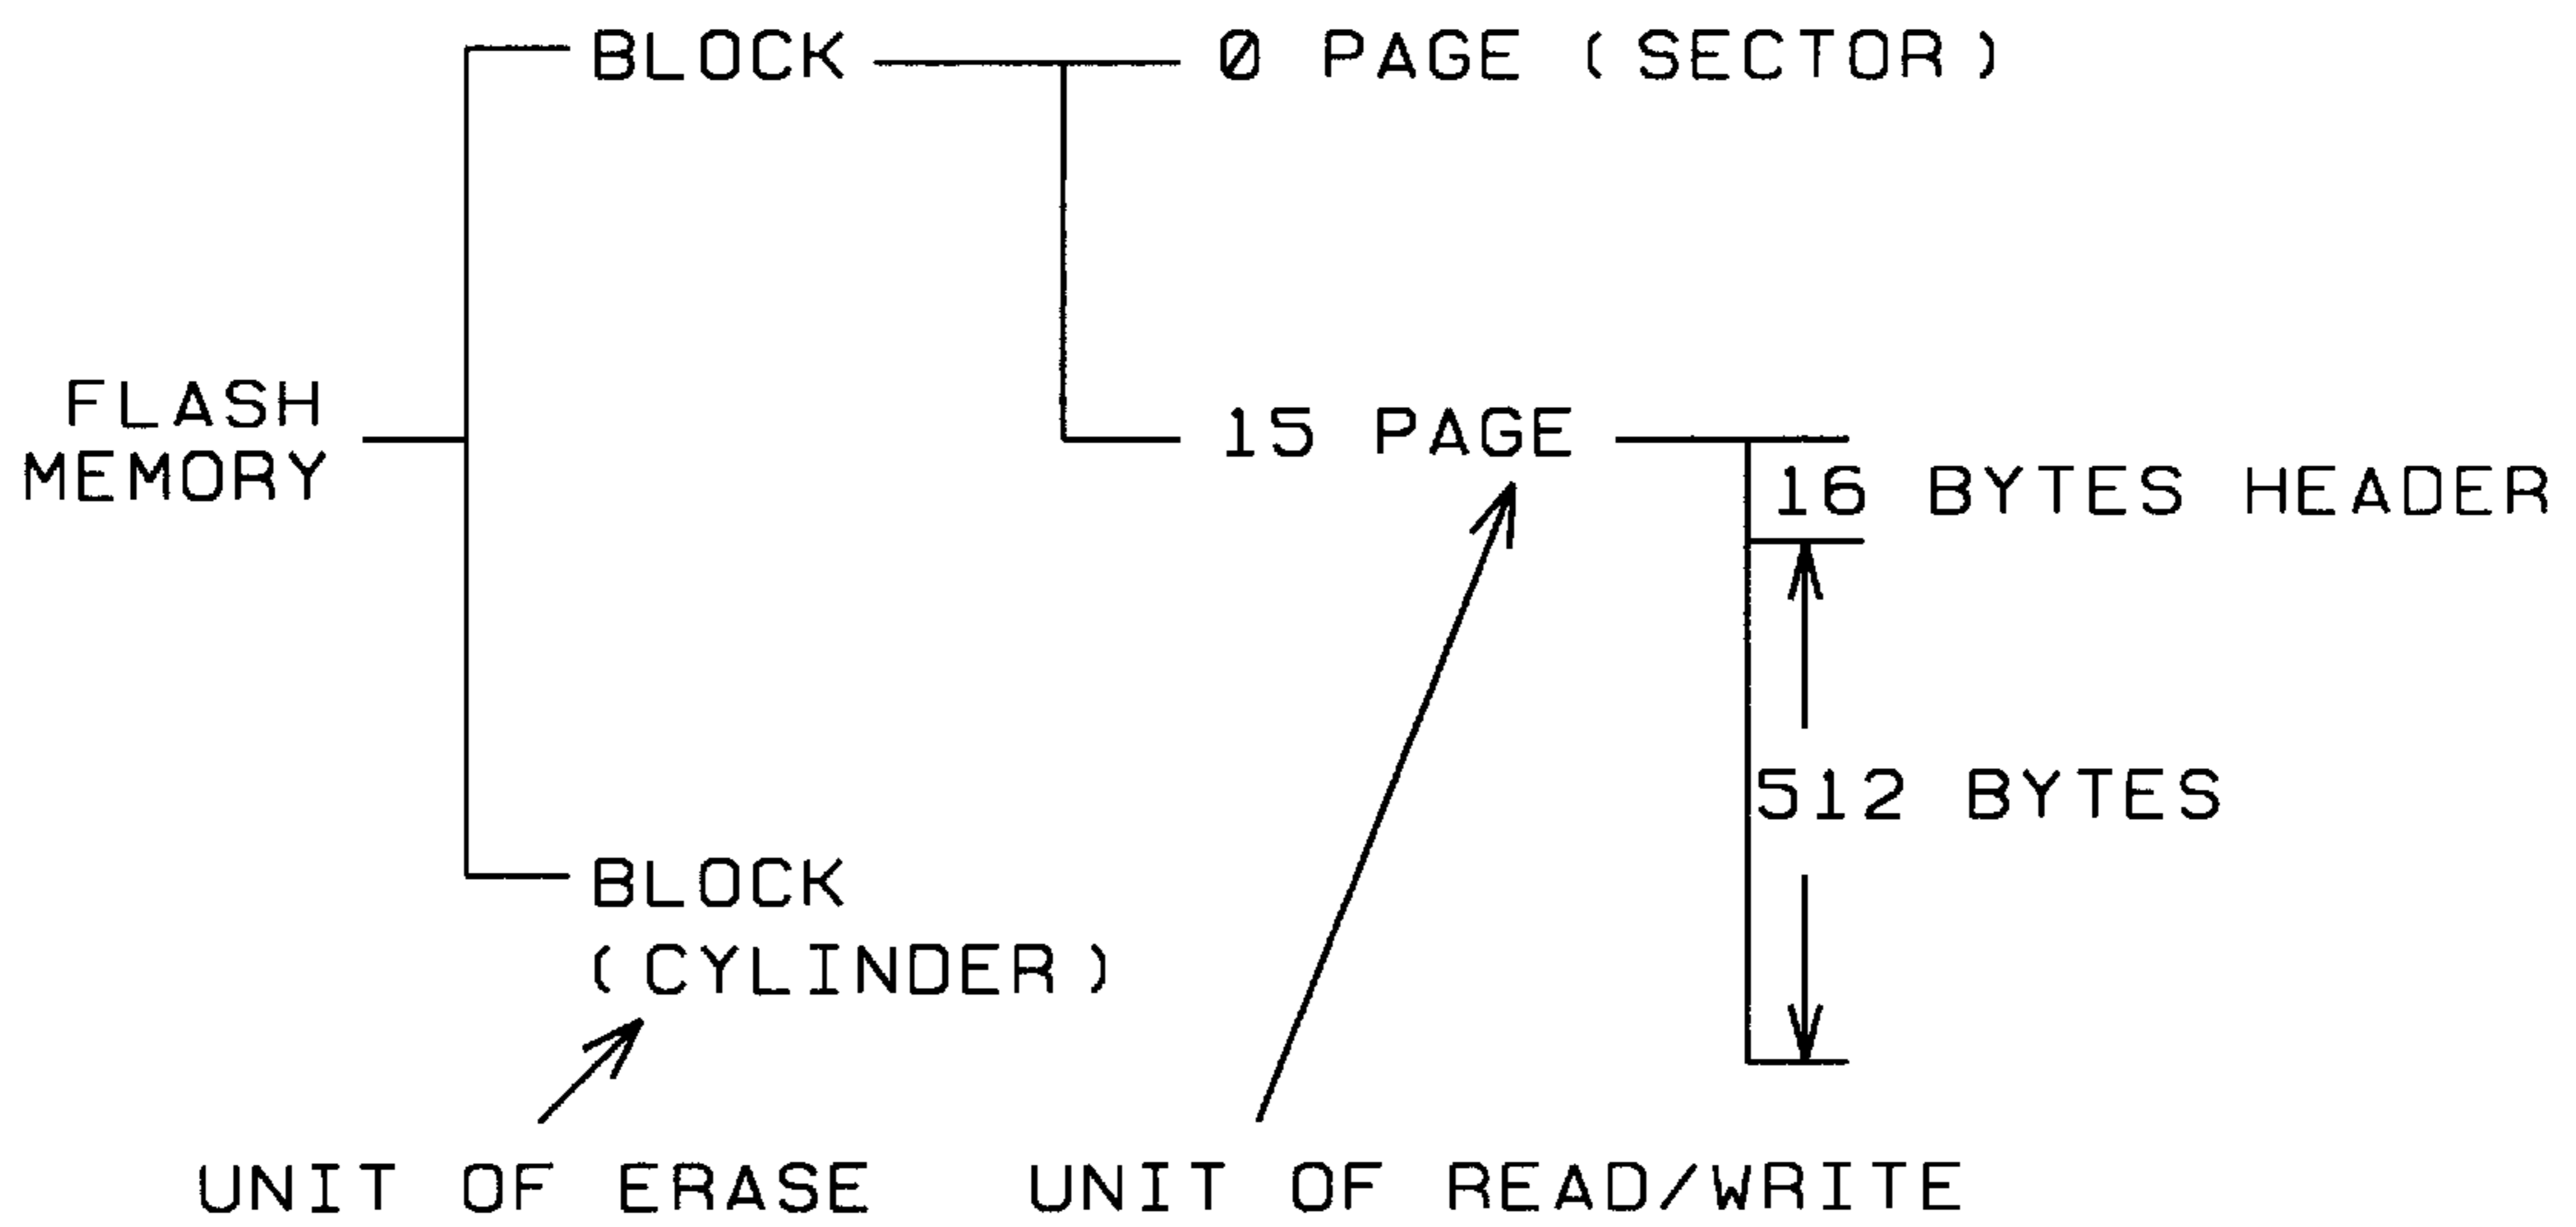 BLOCK
0 PAGE (SECTOR)
FLASH
MEMORY
15 PAGE
16 BYTES HEADER
512 BYTES
BLOCK
(CYLINDER)
UNIT OF ERASE
UNIT OF READ/WRITE